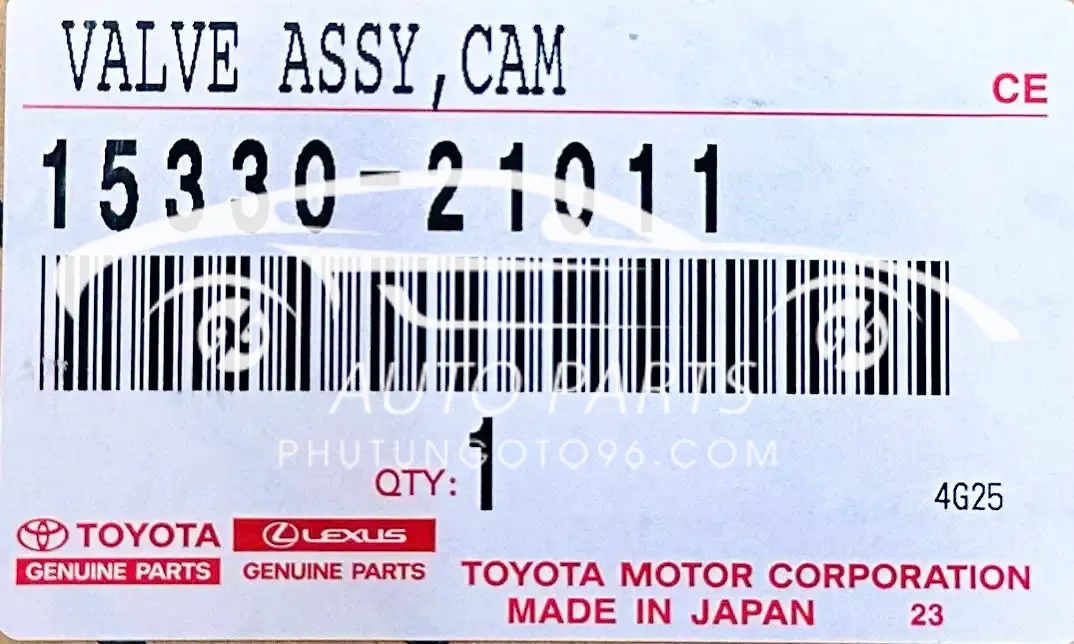 VALVE ASSY,CAM
CE
15330-21011
AUTO PARTS
PHUTUNGOTO96.COM
QTY: 1
4G25
TOYOTA LEXUS
GENUINE PARTS GENUINE PARTS
TOYOTA MOTOR CORPORATION
MADE IN JAPAN 23